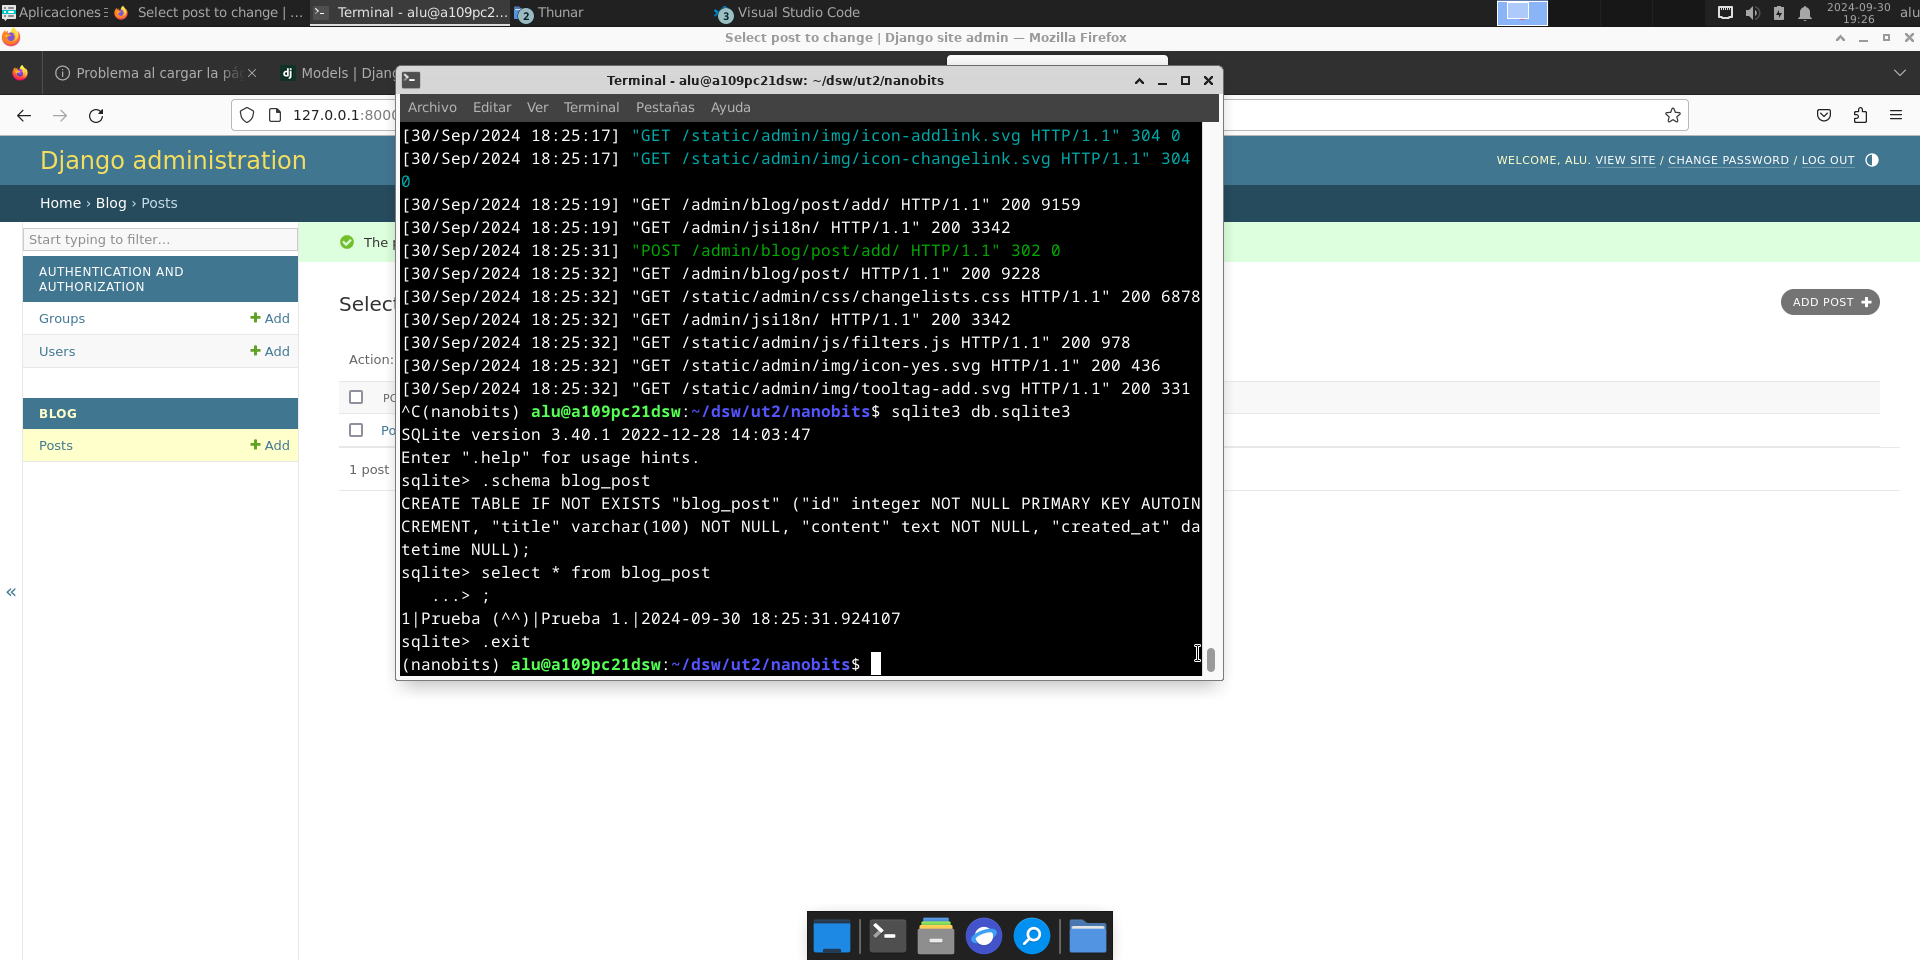 Aplicaciones
Select post to change | ...
Terminal - alu@a109pc2...
2
Thunar
3
Visual Studio Code
2024-09-30
19:26
alu
Select post to change | Django site admin — Mozilla Firefox
Problema al cargar la pá
Models | Djang
127.0.0.1:8000
Django administration
WELCOME, ALU. VIEW SITE / CHANGE PASSWORD / LOG OUT
Home › Blog › Posts
Start typing to filter…
AUTHENTICATION AND
AUTHORIZATION
Groups
Add
Users
Add
BLOG
Posts
Add
«
The p
Select
ADD POST
Action:
PO
Po
1 post
Terminal - alu@a109pc21dsw: ~/dsw/ut2/nanobits
Archivo Editar Ver Terminal Pestañas Ayuda
[30/Sep/2024 18:25:17] "GET /static/admin/img/icon-addlink.svg HTTP/1.1" 304 0
[30/Sep/2024 18:25:17] "GET /static/admin/img/icon-changelink.svg HTTP/1.1" 304
0
[30/Sep/2024 18:25:19] "GET /admin/blog/post/add/ HTTP/1.1" 200 9159
[30/Sep/2024 18:25:19] "GET /admin/jsi18n/ HTTP/1.1" 200 3342
[30/Sep/2024 18:25:31] "POST /admin/blog/post/add/ HTTP/1.1" 302 0
[30/Sep/2024 18:25:32] "GET /admin/blog/post/ HTTP/1.1" 200 9228
[30/Sep/2024 18:25:32] "GET /static/admin/css/changelists.css HTTP/1.1" 200 6878
[30/Sep/2024 18:25:32] "GET /admin/jsi18n/ HTTP/1.1" 200 3342
[30/Sep/2024 18:25:32] "GET /static/admin/js/filters.js HTTP/1.1" 200 978
[30/Sep/2024 18:25:32] "GET /static/admin/img/icon-yes.svg HTTP/1.1" 200 436
[30/Sep/2024 18:25:32] "GET /static/admin/img/tooltag-add.svg HTTP/1.1" 200 331
^C(nanobits) alu@a109pc21dsw:~/dsw/ut2/nanobits$ sqlite3 db.sqlite3
SQLite version 3.40.1 2022-12-28 14:03:47
Enter ".help" for usage hints.
sqlite> .schema blog_post
CREATE TABLE IF NOT EXISTS "blog_post" ("id" integer NOT NULL PRIMARY KEY AUTOIN
CREMENT, "title" varchar(100) NOT NULL, "content" text NOT NULL, "created_at" da
tetime NULL);
sqlite> select * from blog_post
   ...> ;
1|Prueba (^^)|Prueba 1.|2024-09-30 18:25:31.924107
sqlite> .exit
(nanobits) alu@a109pc21dsw:~/dsw/ut2/nanobits$